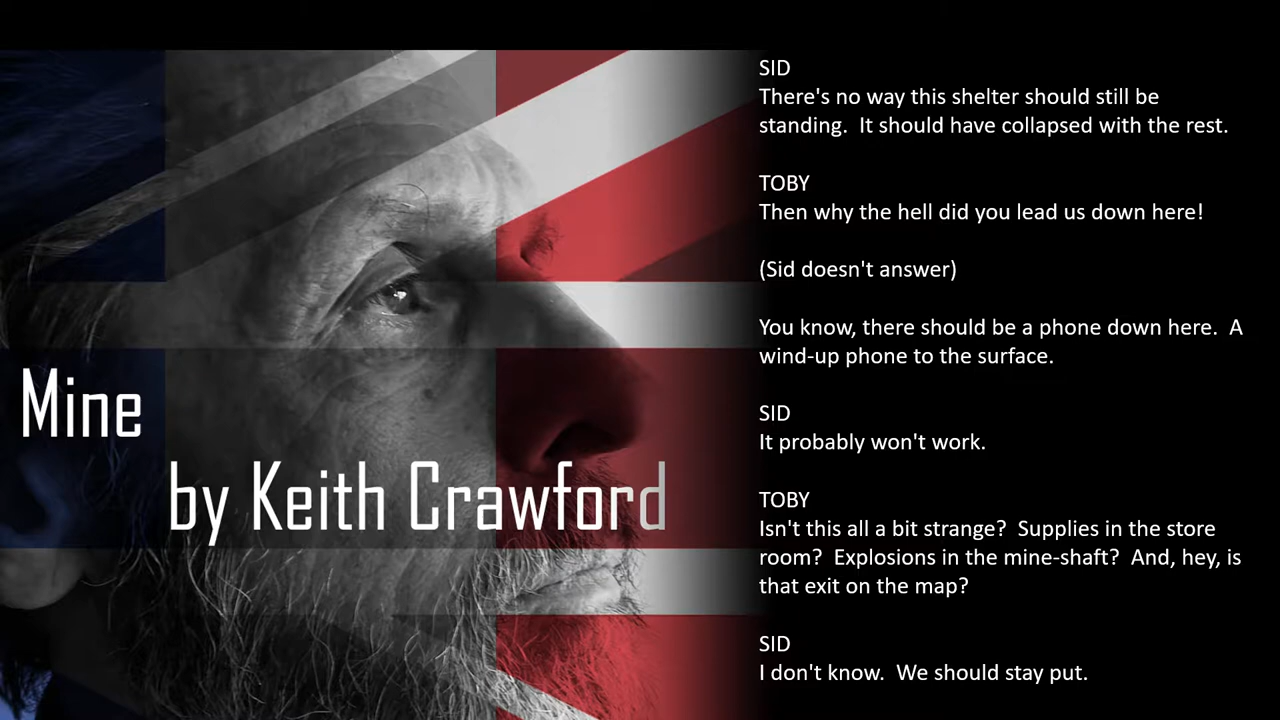 Mine
by Keith Crawford
SID
There's no way this shelter should still be
standing.  It should have collapsed with the rest.
TOBY
Then why the hell did you lead us down here!
(Sid doesn't answer)
You know, there should be a phone down here.  A
wind-up phone to the surface.
SID
It probably won't work.
TOBY
Isn't this all a bit strange?  Supplies in the store
room?  Explosions in the mine-shaft?  And, hey, is
that exit on the map?
SID
I don't know.  We should stay put.